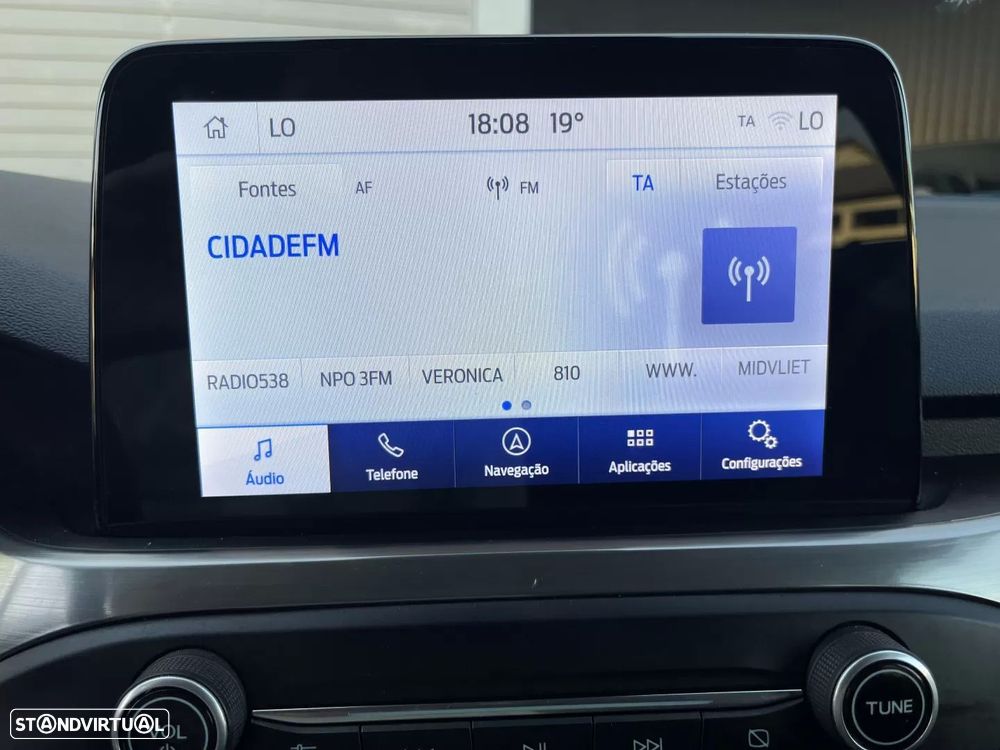 LO 18:08 19° TA LO
Fontes AF FM TA Estações
CIDADEFM
RADIO538 NPO 3FM VERONICA 810 WWW. MIDVLIET
Áudio Telefone Navegação Aplicações Configurações
VOL TUNE
STANDVIRTUAL